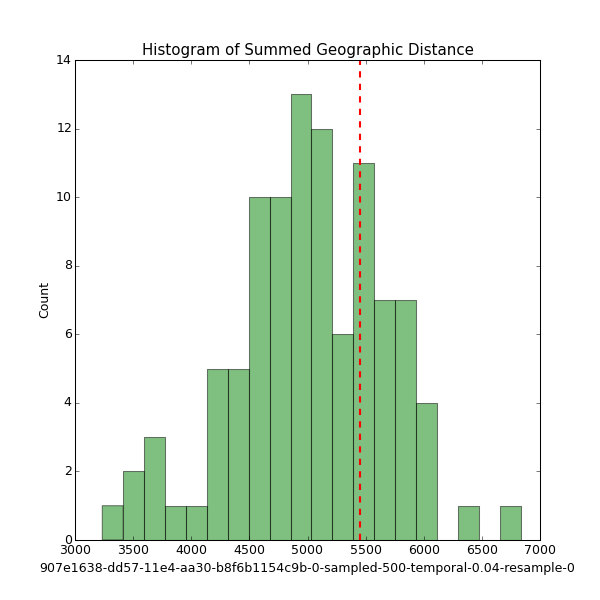 Histogram of Summed Geographic Distance
14
12
10
8
6
4
2
0
Count
3000 3500 4000 4500 5000 5500 6000 6500 7000
907e1638-dd57-11e4-aa30-b8f6b1154c9b-0-sampled-500-temporal-0.04-resample-0